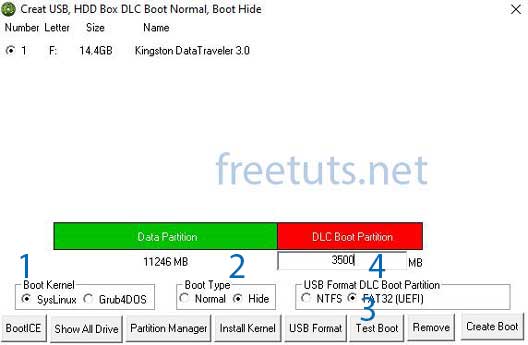 Creat USB, HDD Box DLC Boot Normal, Boot Hide
Number Letter Size Name
1 F: 14.4GB Kingston DataTraveler 3.0
freetuts.net
Data Partition DLC Boot Partition
11246 MB 3500 MB
1 2 4
Boot Kernel Boot Type USB Format DLC Boot Partition
SysLinux Grub4DOS Normal Hide NTFS FAT32 (UEFI)
3
BootICE Show All Drive Partition Manager Install Kernel USB Format Test Boot Remove Create Boot